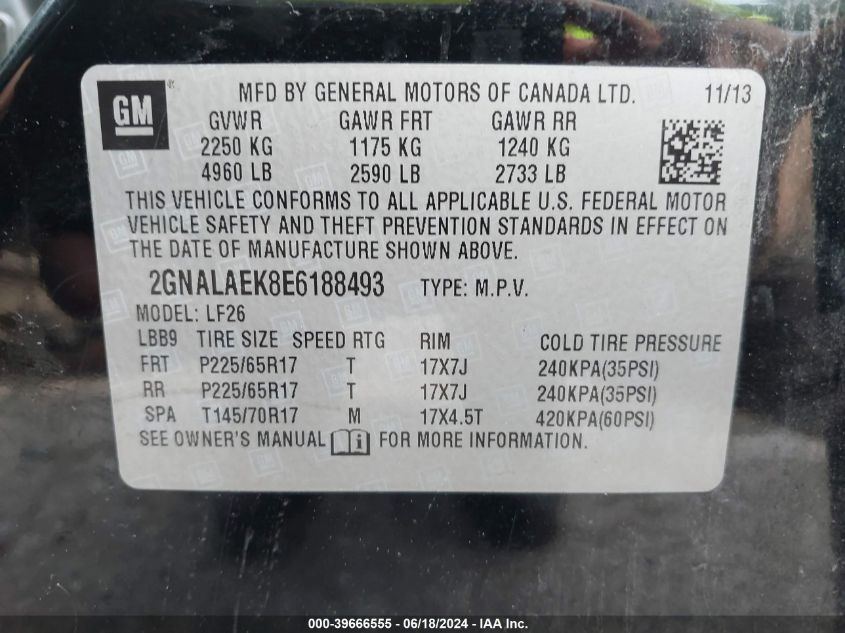 GM ® MFD BY GENERAL MOTORS OF CANADA LTD. 11/13
GVWR GAWR FRT GAWR RR
2250 KG 1175 KG 1240 KG
4960 LB 2590 LB 2733 LB
THIS VEHICLE CONFORMS TO ALL APPLICABLE U.S. FEDERAL MOTOR
VEHICLE SAFETY AND THEFT PREVENTION STANDARDS IN EFFECT ON
THE DATE OF MANUFACTURE SHOWN ABOVE.
2GNALAEK8E6188493 TYPE: M.P.V.
MODEL: LF26
LBB9 TIRE SIZE SPEED RTG RIM COLD TIRE PRESSURE
FRT P225/65R17 T 17X7J 240KPA(35PSI)
RR P225/65R17 T 17X7J 240KPA(35PSI)
SPA T145/70R17 M 17X4.5T 420KPA(60PSI)
SEE OWNER'S MANUAL i FOR MORE INFORMATION.
000-39666555 - 06/18/2024 - IAA Inc.